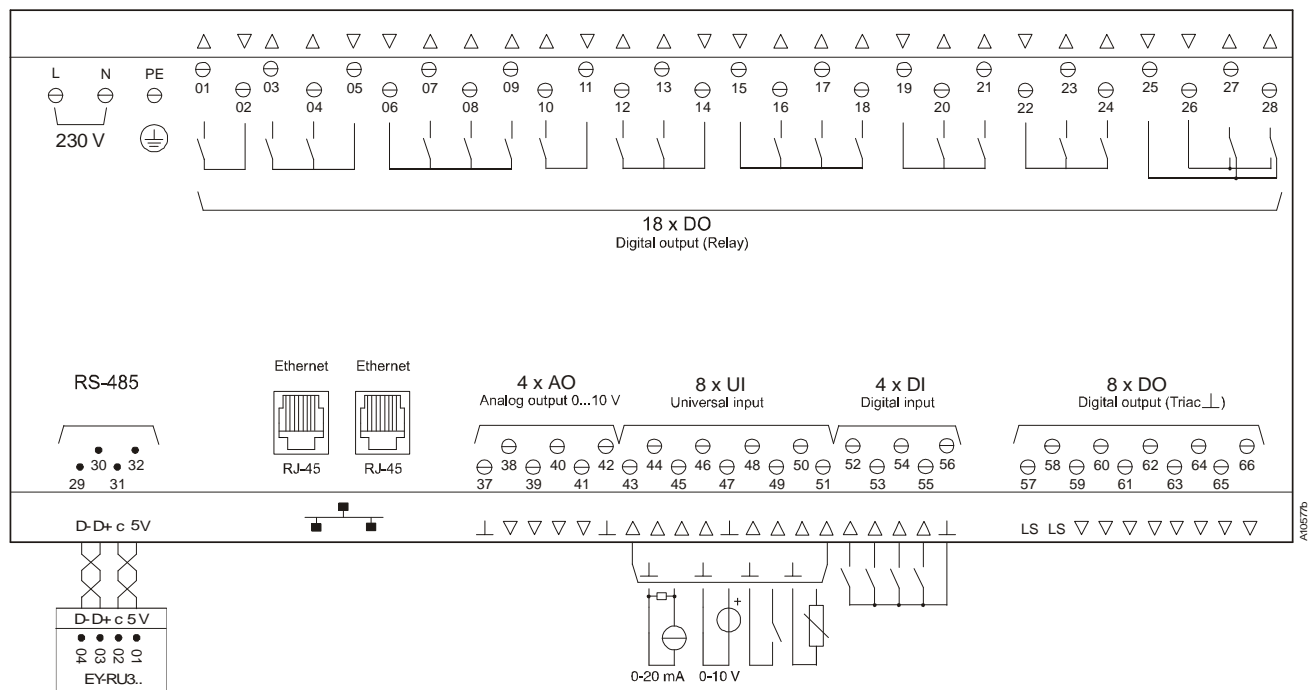 L N PE
01 03 05 07 09 11 13 15 17 19 21 23 25 27
02 04 06 08 10 12 14 16 18 20 22 24 26 28
230 V
18 x DO
Digital output (Relay)
RS-485
Ethernet Ethernet
RJ-45 RJ-45
4 x AO
Analog output 0...10 V
8 x UI
Universal input
4 x DI
Digital input
8 x DO
Digital output (Triac )
30 32
29 31
38 40 42 44 46 48 50 52 54 56 58 60 62 64 66
37 39 41 43 45 47 49 51 53 55 57 59 61 63 65
D- D+ c 5V
LS LS
A10577b
D- D+ c 5 V
04 03 02 01
EY-RU3..
+
0-20 mA 0-10 V